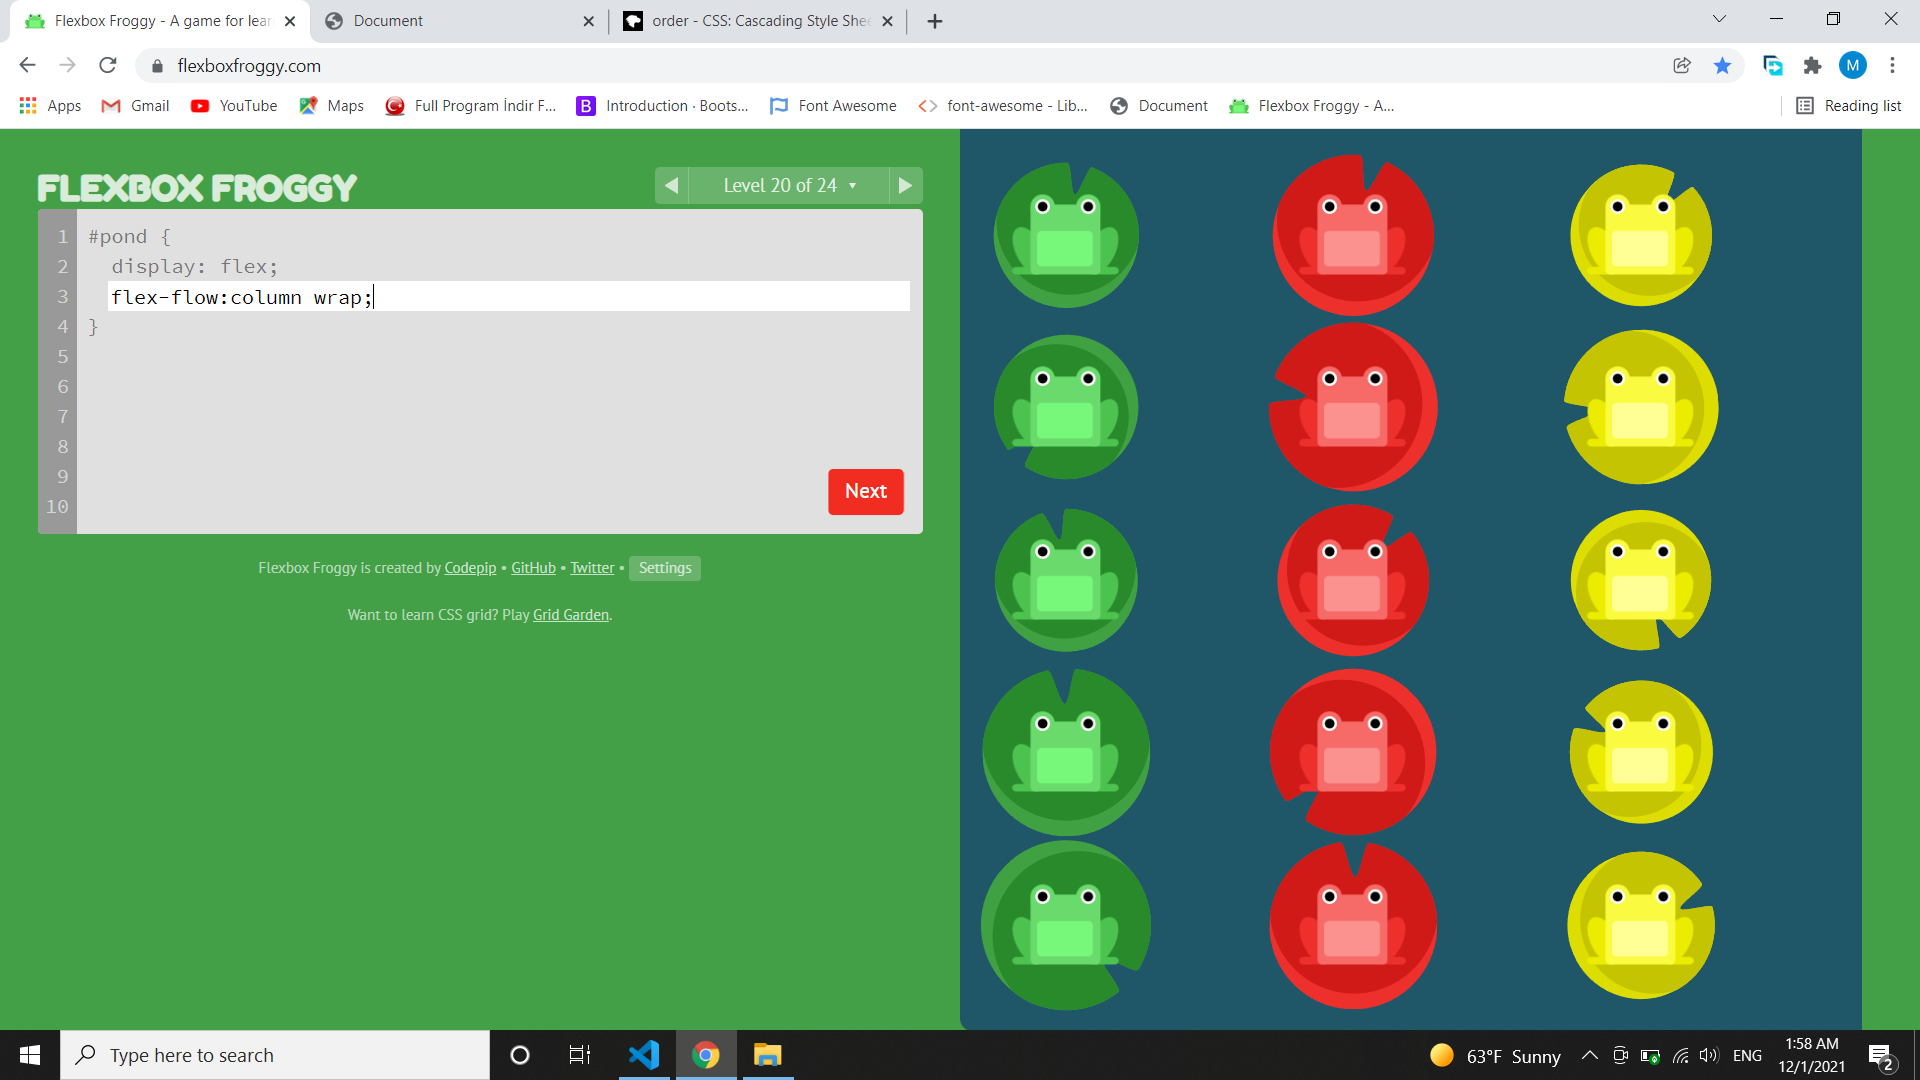 Flexbox Froggy - A game for lear
Document
order - CSS: Cascading Style Shee
flexboxfroggy.com
M
Apps
Gmail
YouTube
Maps
Full Program İndir F...
B
Introduction · Boots...
Font Awesome
font-awesome - Lib...
Document
Flexbox Froggy - A...
Reading list
FLEXBOX FROGGY
Level 20 of 24
1 #pond {
2 display: flex;
3 flex-flow:column wrap;
4 }
5
6
7
8
9
10
Next
Flexbox Froggy is created by Codepip • GitHub • Twitter • Settings
Want to learn CSS grid? Play Grid Garden.
Type here to search
63°F Sunny
ENG
1:58 AM
12/1/2021
2